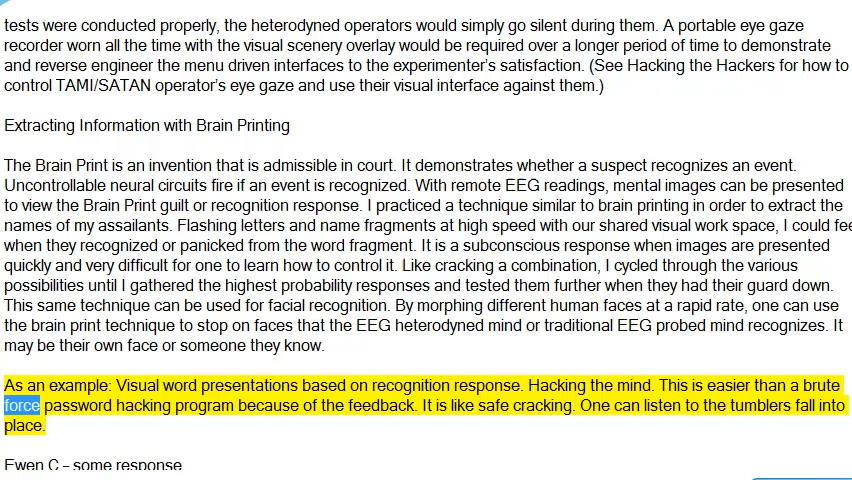 tests were conducted properly, the heterodyned operators would simply go silent during them. A portable eye gaze
recorder worn all the time with the visual scenery overlay would be required over a longer period of time to demonstrate
and reverse engineer the menu driven interfaces to the experimenter's satisfaction. (See Hacking the Hackers for how to
control TAMI/SATAN operator's eye gaze and use their visual interface against them.)
Extracting Information with Brain Printing
The Brain Print is an invention that is admissible in court. It demonstrates whether a suspect recognizes an event.
Uncontrollable neural circuits fire if an event is recognized. With remote EEG readings, mental images can be presented
to view the Brain Print guilt or recognition response. I practiced a technique similar to brain printing in order to extract the
names of my assailants. Flashing letters and name fragments at high speed with our shared visual work space, I could fee
when they recognized or panicked from the word fragment. It is a subconscious response when images are presented
quickly and very difficult for one to learn how to control it. Like cracking a combination, I cycled through the various
possibilities until I gathered the highest probability responses and tested them further when they had their guard down.
This same technique can be used for facial recognition. By morphing different human faces at a rapid rate, one can use
the brain print technique to stop on faces that the EEG heterodyned mind or traditional EEG probed mind recognizes. It
may be their own face or someone they know.
As an example: Visual word presentations based on recognition response. Hacking the mind. This is easier than a brute
force password hacking program because of the feedback. It is like safe cracking. One can listen to the tumblers fall into
place.
Ewen C – some response